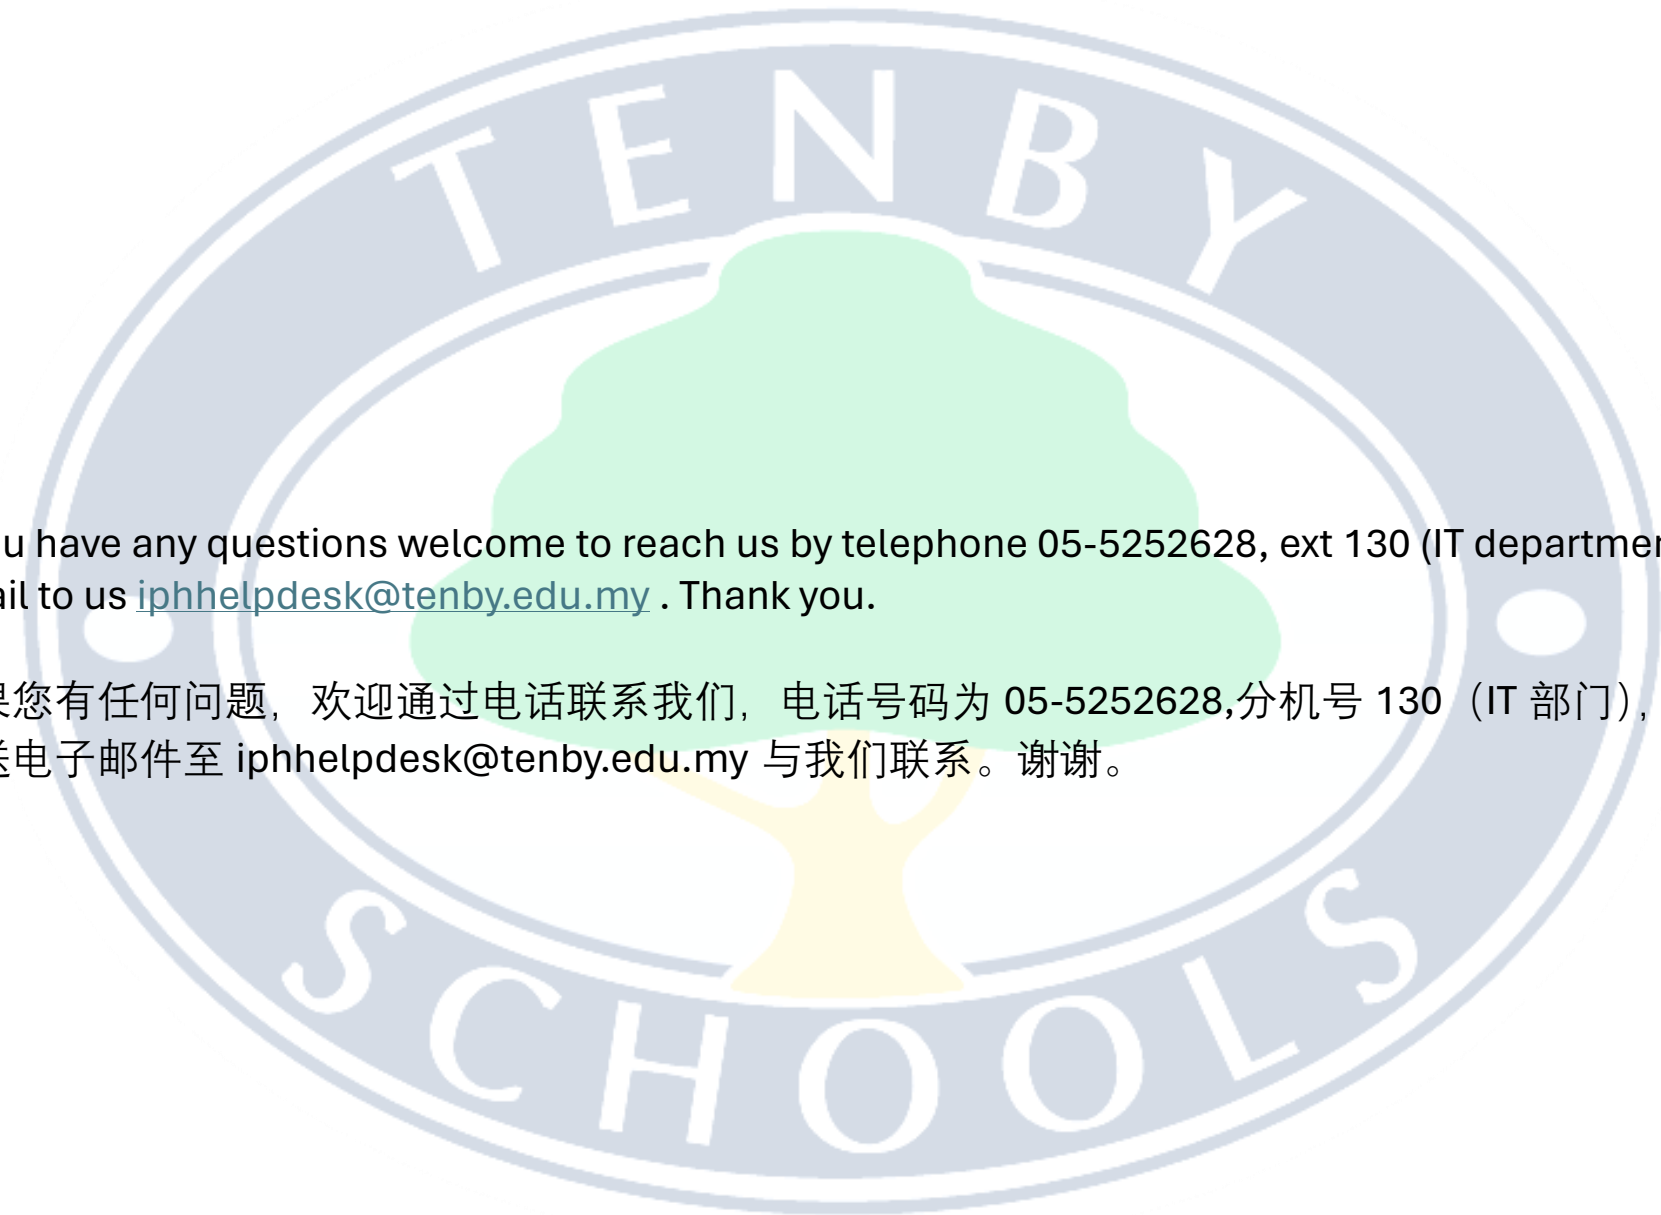 TENBY
u have any questions welcome to reach us by telephone 05-5252628, ext 130 (IT departmen
il to us iphhelpdesk@tenby.edu.my . Thank you.
您有任何问题，欢迎通过电话联系我们，电话号码为 05-5252628,分机号 130（IT 部门），
电子邮件至 iphhelpdesk@tenby.edu.my 与我们联系。谢谢。
SCHOOLS